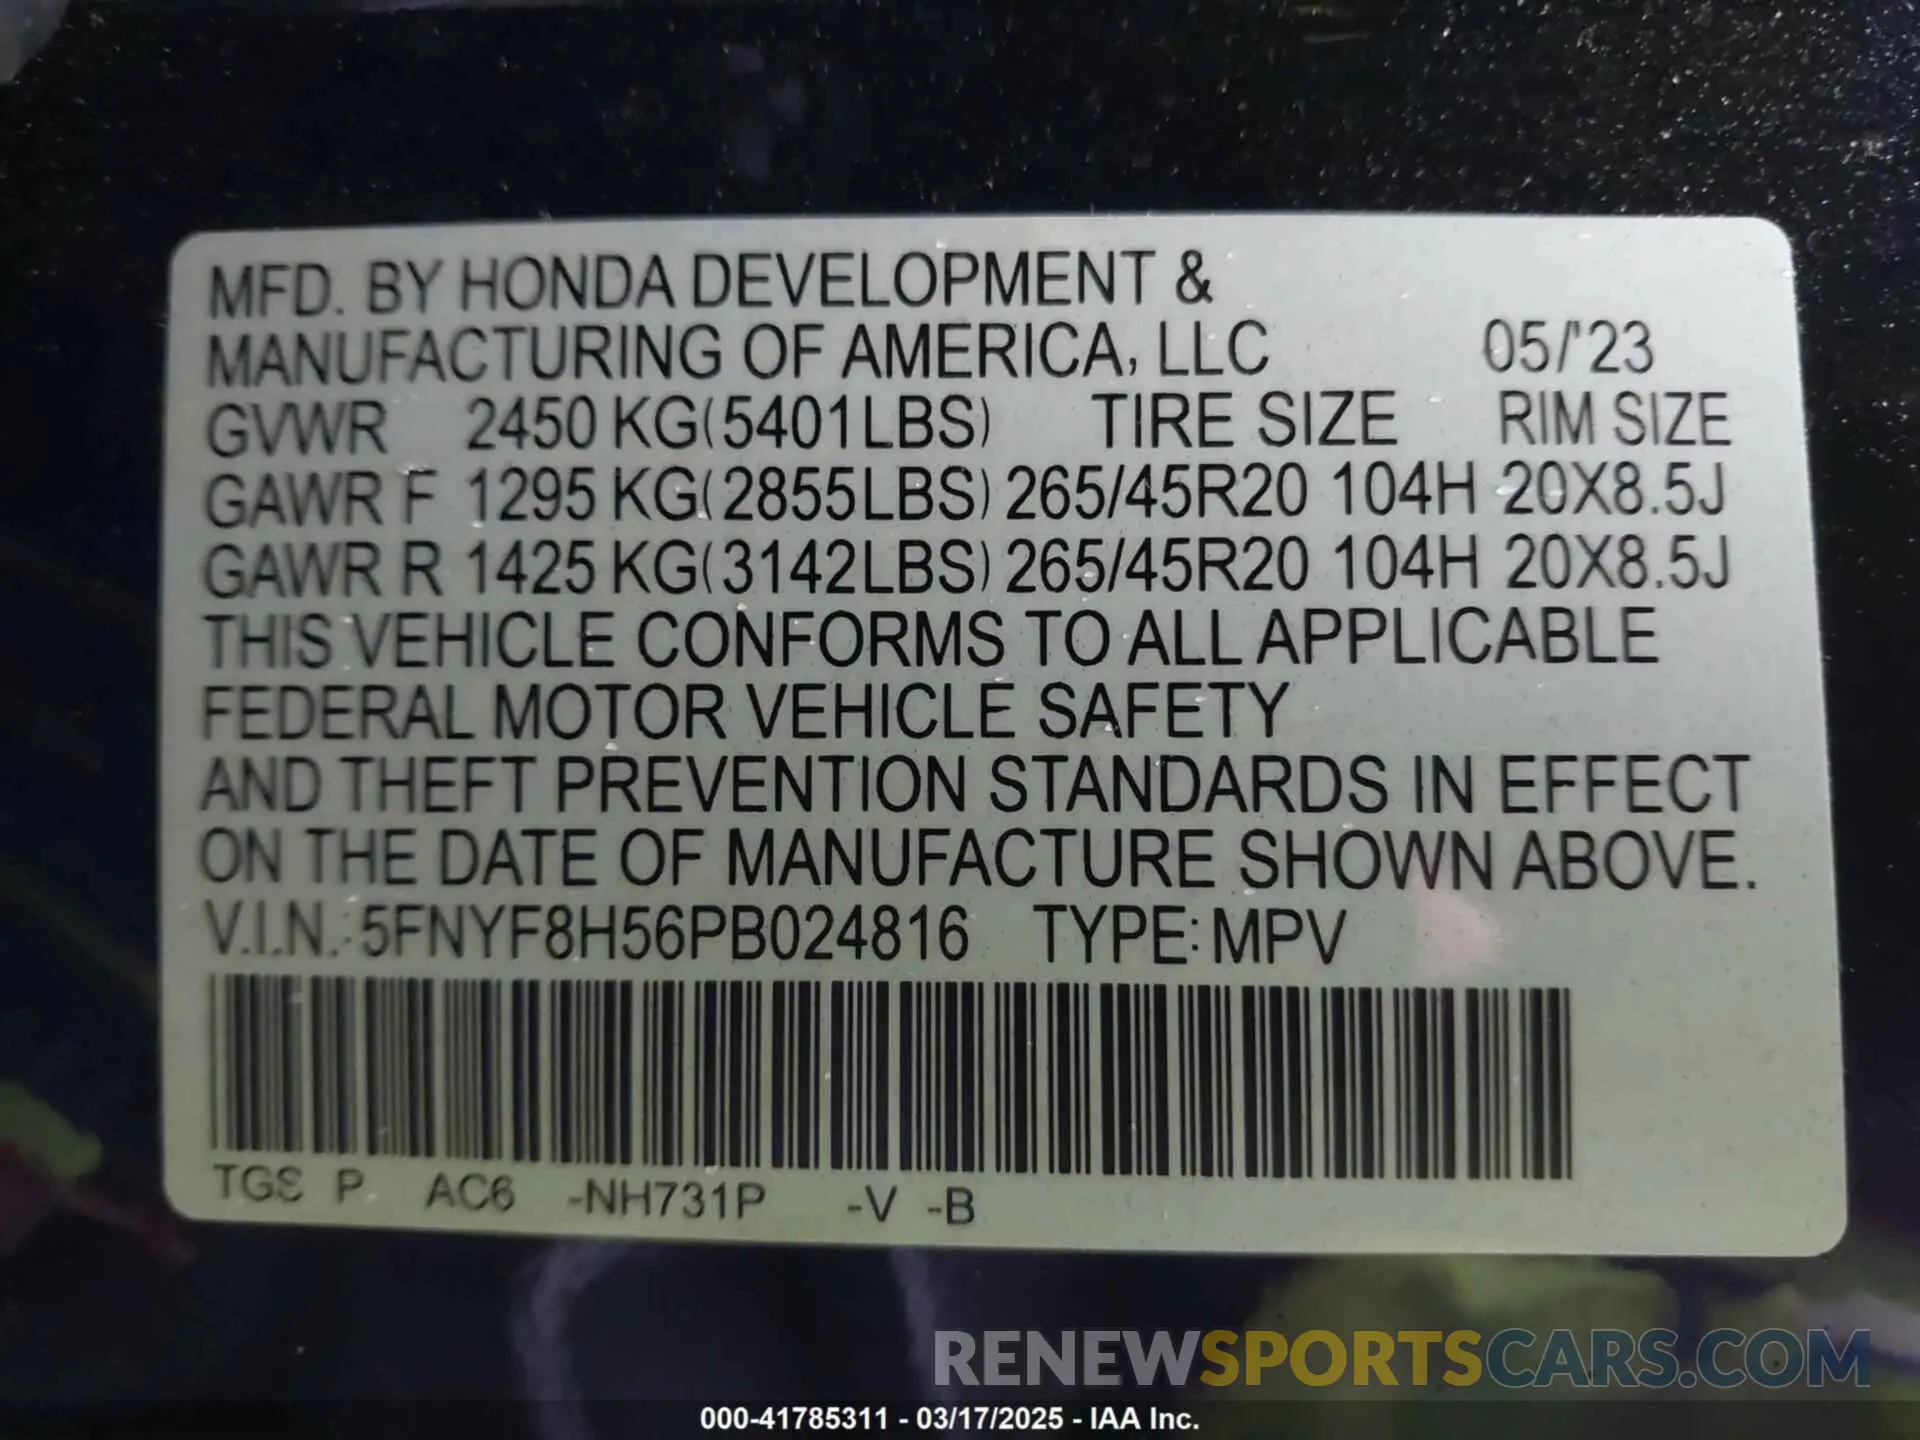 MFD. BY HONDA DEVELOPMENT &
MANUFACTURING OF AMERICA, LLC 05/'23
GVWR 2450 KG(5401LBS) TIRE SIZE RIM SIZE
GAWR F 1295 KG(2855LBS) 265/45R20 104H 20X8.5J
GAWR R 1425 KG(3142LBS) 265/45R20 104H 20X8.5J
THIS VEHICLE CONFORMS TO ALL APPLICABLE
FEDERAL MOTOR VEHICLE SAFETY
AND THEFT PREVENTION STANDARDS IN EFFECT
ON THE DATE OF MANUFACTURE SHOWN ABOVE.
V.I.N.: 5FNYF8H56PB024816 TYPE: MPV
TGS P AC6 -NH731P -V -B
RENEWSPORTSCARS.COM
000-41785311 - 03/17/2025 - IAA Inc.